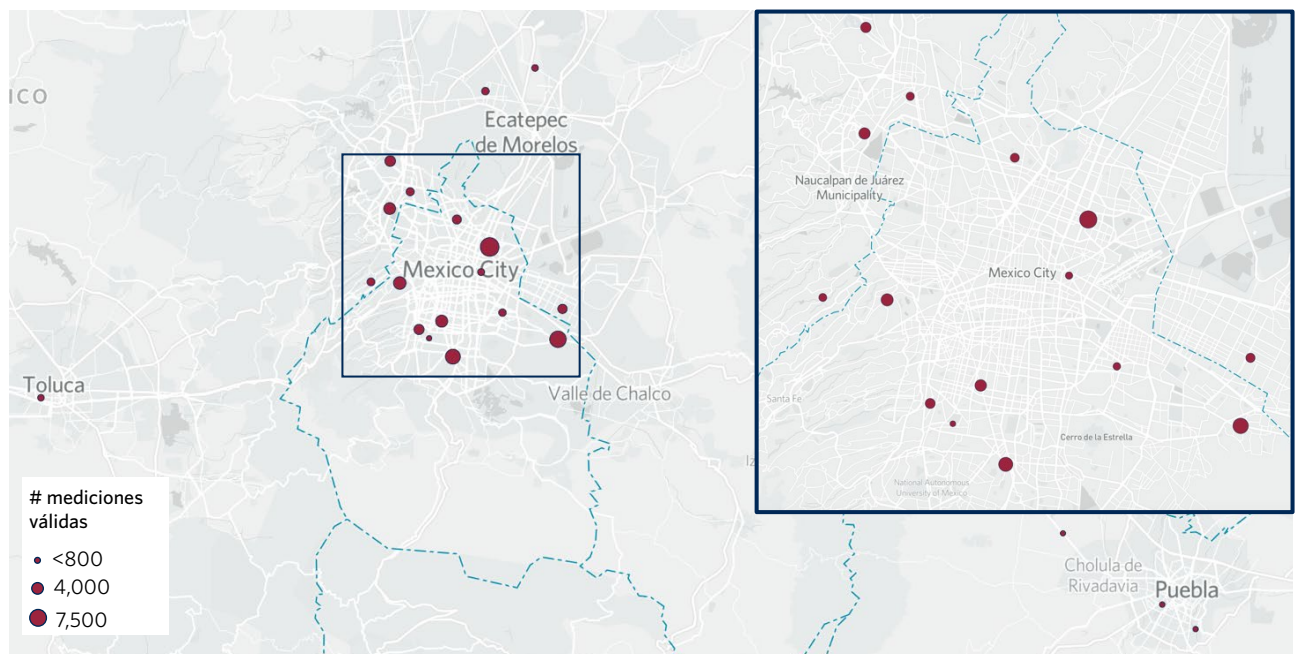 ICO
Ecatepec
de Morelos
Mexico City
Toluca
Valle de Chalco
# mediciones
válidas
<800
4,000
7,500
Naucalpan de Juárez
Municipality
Mexico City
Santa Fe
Cerro de la Estrella
National Autonomous
University of Mexico
Iz
Cholula de
Rivadavia
Puebla